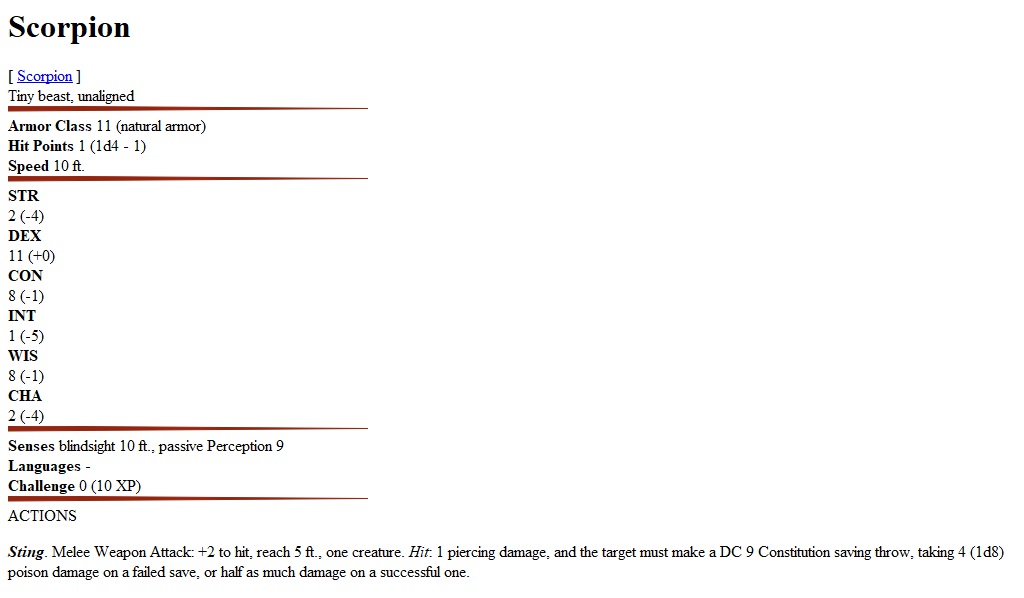 Scorpion
[ Scorpion ]
Tiny beast, unaligned
Armor Class 11 (natural armor)
Hit Points 1 (1d4 - 1)
Speed 10 ft.
STR
2 (-4)
DEX
11 (+0)
CON
8 (-1)
INT
1 (-5)
WIS
8 (-1)
CHA
2 (-4)
Senses blindsight 10 ft., passive Perception 9
Languages -
Challenge 0 (10 XP)
ACTIONS
Sting. Melee Weapon Attack: +2 to hit, reach 5 ft., one creature. Hit: 1 piercing damage, and the target must make a DC 9 Constitution saving throw, taking 4 (1d8)
poison damage on a failed save, or half as much damage on a successful one.